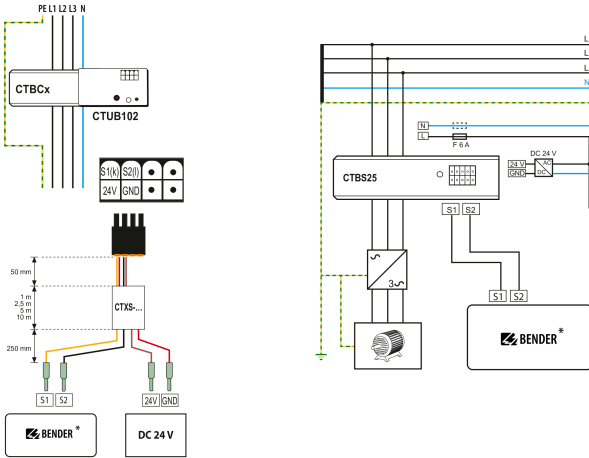 PE L1 L2 L3 N
CTBCx
CTUB102
S1(k) S2(l)
24V GND
50 mm
1 m
2,5 m
5 m
10 m
CTXS-...
250 mm
S1 S2
24V GND
BENDER *
DC 24 V
L
L
L
N
N
L
F 6 A
DC 24 V
CTBS25
24 V
GND
AC
DC
S1 S2
3
S1 S2
BENDER *